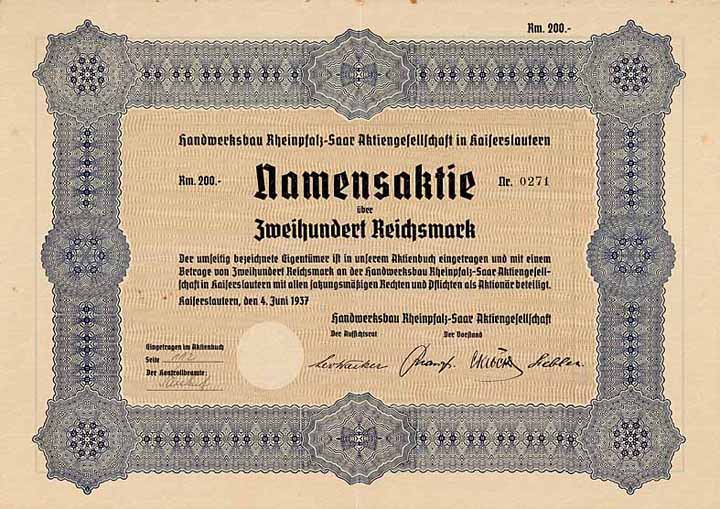 Rm. 200.-
Handwerksbau Rheinpfalz-Saar Aktiengesellschaft in Kaiserslautern
Rm. 200.- Namensaktie Nr. 0271
über
Zweihundert Reichsmark
Der umseitig bezeichnete Eigentümer ist in unserem Aktienbuch eingetragen und mit einem
Betrage von Zweihundert Reichsmark an der Handwerksbau Rheinpfalz-Saar Aktiengesell-
schaft in Kaiserslautern mit allen satzungsmäßigen Rechten und Pflichten als Aktionär beteiligt.
Kaiserslautern, den 4. Juni 1937
Handwerksbau Rheinpfalz-Saar Aktiengesellschaft
Der Aufsichtsrat Der Vorstand
Eingetragen im Aktienbuch
Seite 112
Der Kontrollbeamte: